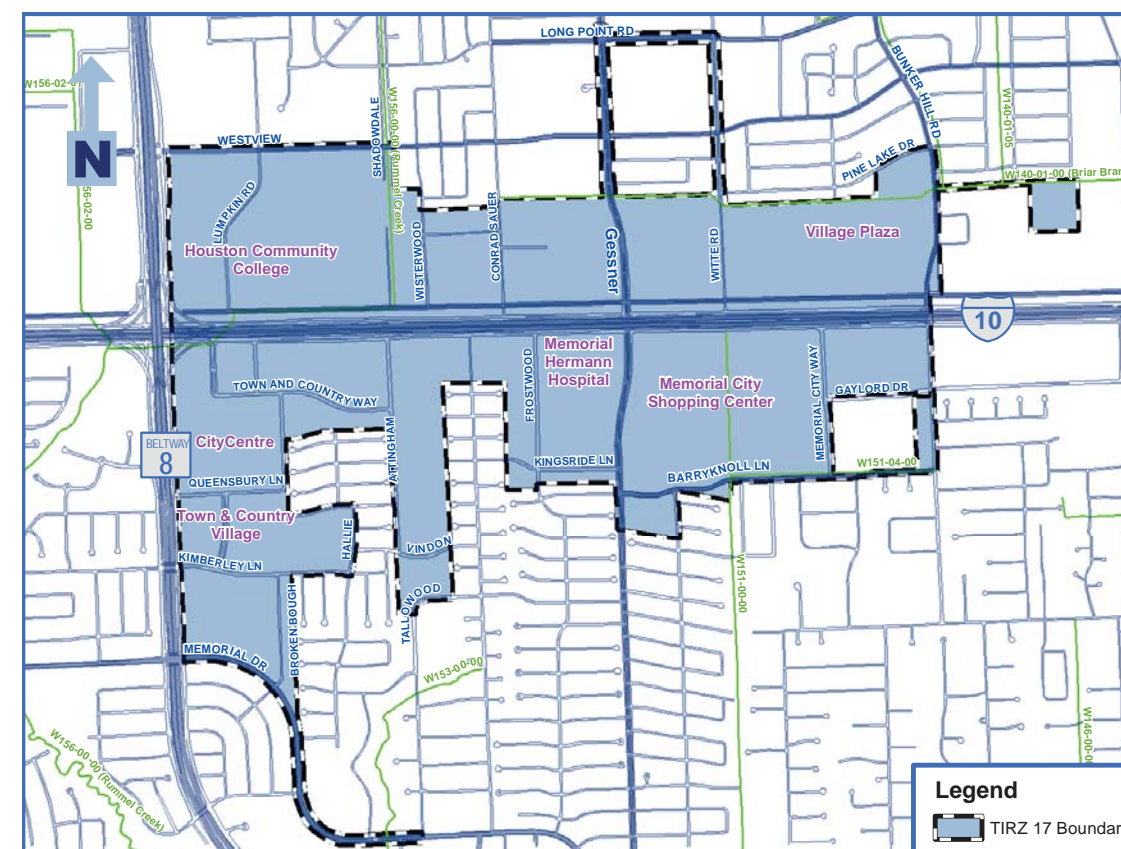 LONG POINT RD
BUNKER HILL RD
W156-02-0
W140-01-05
SHADOWDALE
W156-00-00 (Rummel Creek)
WESTVIEW
N
PINE LAKE DR
W140-01-00 (Briar Bran
56-02-00
LUMPKIN RD
CONRAD SAUER
Gessner
WITTE RD
Village Plaza
Houston Community
College
WISTERWOOD
10
Memorial
Hermann
Hospital
FROSTWOOD
Memorial City
Shopping Center
MEMORIAL CITY WAY
GAYLORD DR
TOWN AND COUNTRY WAY
ATTINGHAM
BELTWAY
8
CityCentre
KINGSRIDE LN
BARRYKNOLL LN
W151-04-00
QUEENSBURY LN
Town & Country
Village
HALLIE
VINDON
KIMBERLEY LN
W151-00-00
BROKEN BOUGH
TALLOWOOD
MEMORIAL DR
W153-00-00
W156-00-00 (Rummel Creek)
W146-00-0
Legend
TIRZ 17 Boundar